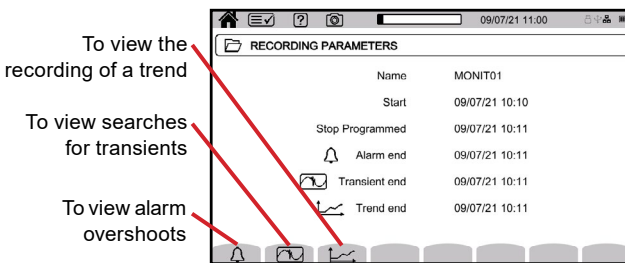 To view the
recording of a trend
To view searches
for transients
To view alarm
overshoots
?
09/07/21 11:00
RECORDING PARAMETERS
Name MONIT01
Start 09/07/21 10:10
Stop Programmed 09/07/21 10:11
Alarm end 09/07/21 10:11
Transient end 09/07/21 10:11
Trend end 09/07/21 10:11